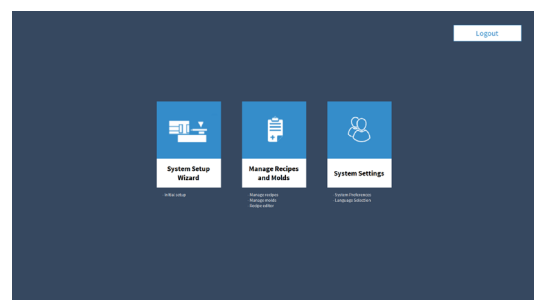 Logout
System Setup
Wizard
Manage Recipes
and Molds
System Settings
-Initial setup
-Manage recipes
-Manage molds
-Recipe editor
-System Preferences
-Language Selection